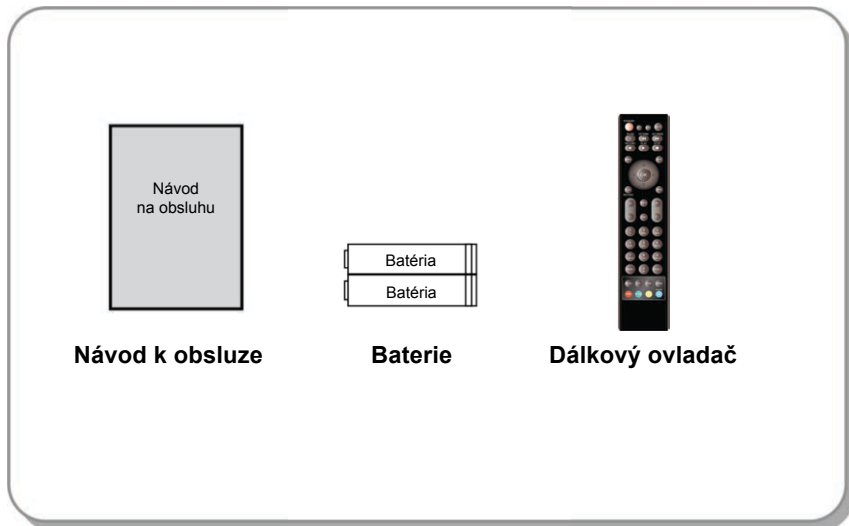 Návod
na obsluhu
Batéria
Batéria
Návod k obsluze
Baterie
Dálkový ovladač